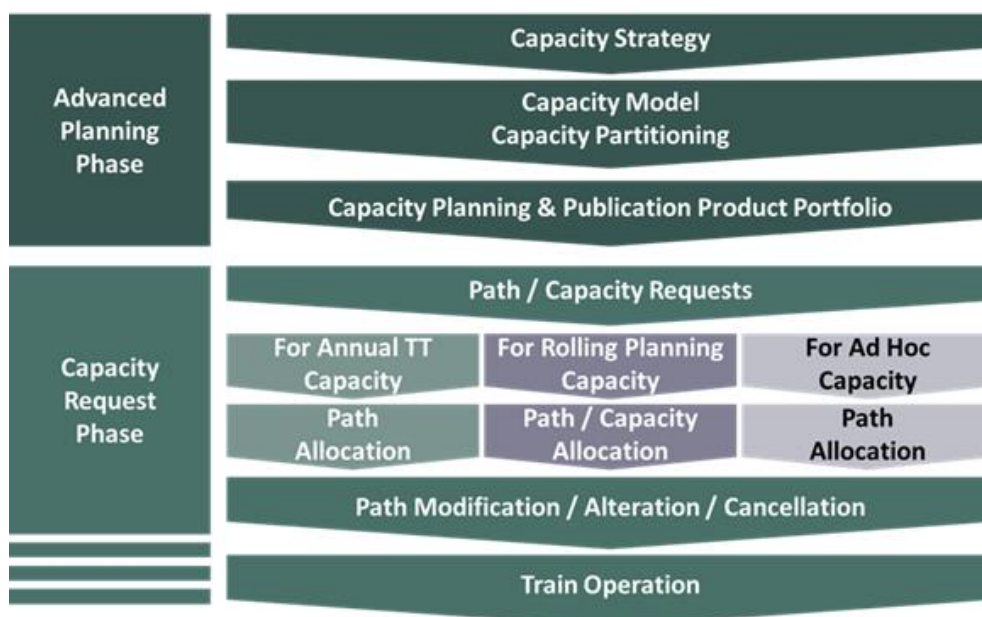 Advanced
Planning
Phase
Capacity Strategy
Capacity Model
Capacity Partitioning
Capacity Planning & Publication Product Portfolio
Capacity
Request
Phase
Path / Capacity Requests
For Annual TT
Capacity
For Rolling Planning
Capacity
For Ad Hoc
Capacity
Path
Allocation
Path / Capacity
Allocation
Path
Allocation
Path Modification / Alteration / Cancellation
Train Operation